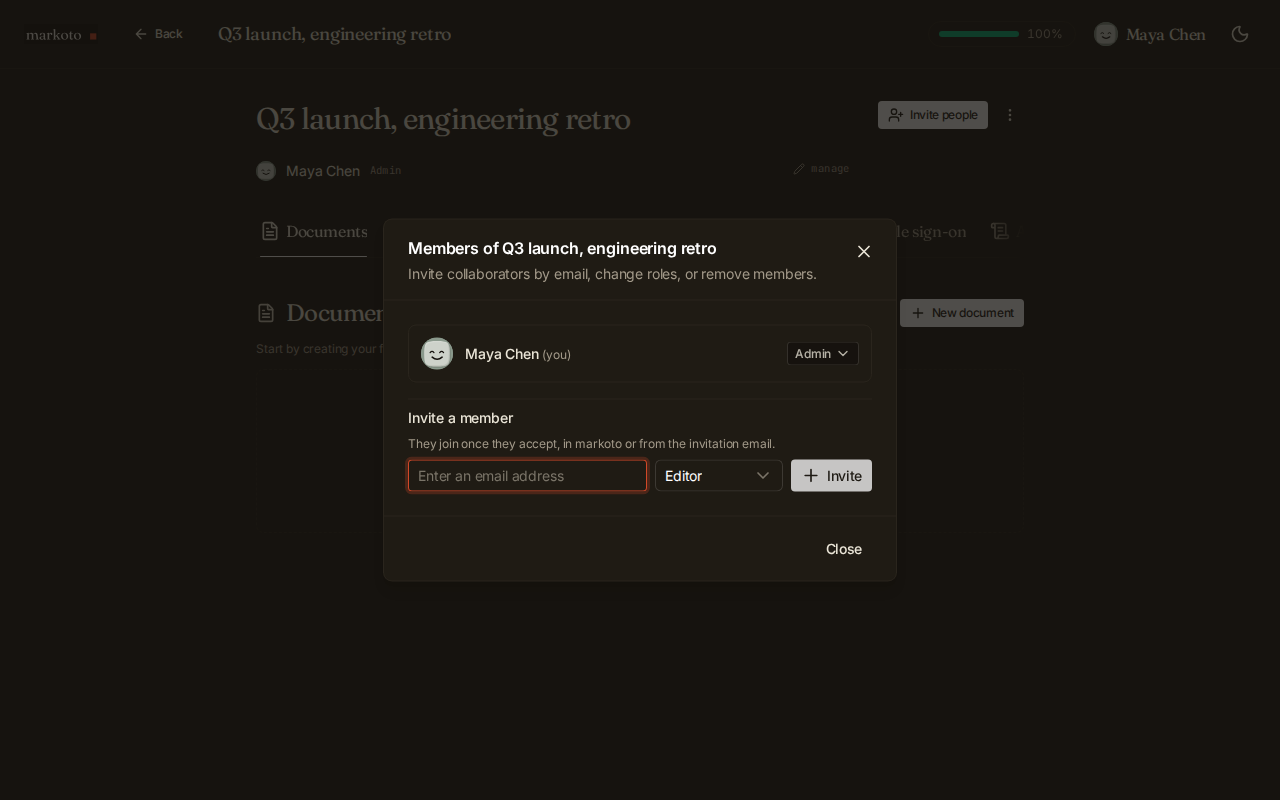 markoto
Back
Q3 launch, engineering retro
100%
Maya Chen
Q3 launch, engineering retro
Invite people
Maya Chen Admin
manage
Documents
sign-on
Members of Q3 launch, engineering retro
Invite collaborators by email, change roles, or remove members.
New document
Start by creating your
Maya Chen (you)
Admin
Invite a member
They join once they accept, in markoto or from the invitation email.
Enter an email address
Editor
Invite
Close